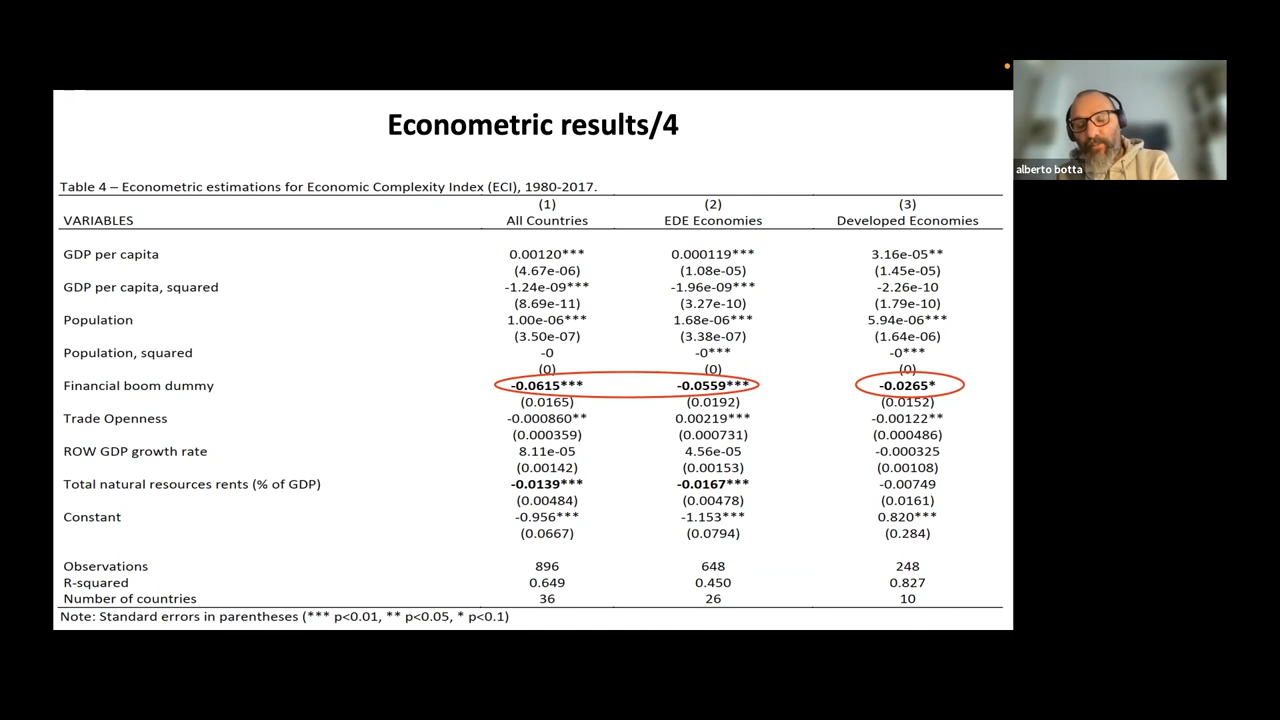 Econometric results/4
alberto botta
Table 4 – Econometric estimations for Economic Complexity Index (ECI), 1980-2017.
(1) (2) (3)
VARIABLES All Countries EDE Economies Developed Economies
GDP per capita 0.00120*** 0.000119*** 3.16e-05**
(4.67e-06) (1.08e-05) (1.45e-05)
GDP per capita, squared -1.24e-09*** -1.96e-09*** -2.26e-10
(8.69e-11) (3.27e-10) (1.79e-10)
Population 1.00e-06*** 1.68e-06*** 5.94e-06***
(3.50e-07) (3.38e-07) (1.64e-06)
Population, squared -0 -0*** -0***
(0) (0) (0)
Financial boom dummy -0.0615*** -0.0559*** -0.0265*
(0.0165) (0.0192) (0.0152)
Trade Openness -0.000860** 0.00219*** -0.00122**
(0.000359) (0.000731) (0.000486)
ROW GDP growth rate 8.11e-05 4.56e-05 -0.000325
(0.00142) (0.00153) (0.00108)
Total natural resources rents (% of GDP) -0.0139*** -0.0167*** -0.00749
(0.00484) (0.00478) (0.0161)
Constant -0.956*** -1.153*** 0.820***
(0.0667) (0.0794) (0.284)
Observations 896 648 248
R-squared 0.649 0.450 0.827
Number of countries 36 26 10
Note: Standard errors in parentheses (*** p<0.01, ** p<0.05, * p<0.1)